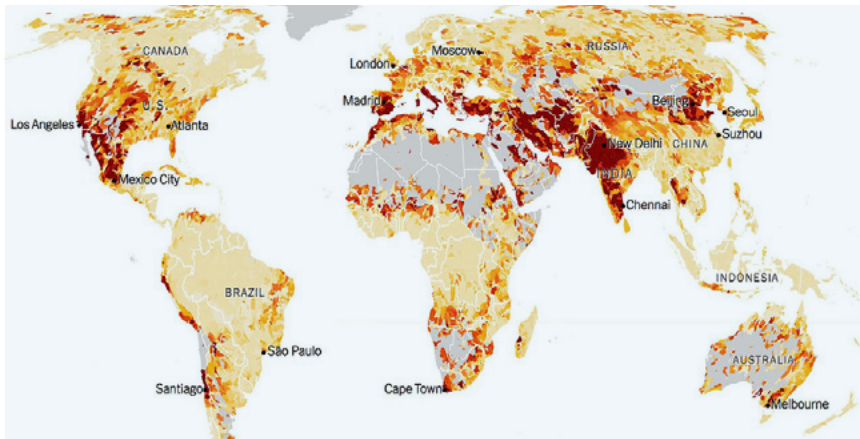 CANADA
Moscow
RUSSIA
London
U.S.
Madrid
Beijing
Seoul
Los Angeles
Atlanta
Suzhou
New Delhi
CHINA
Mexico City
INDIA
Chennai
INDONESIA
BRAZIL
São Paulo
AUSTRALIA
Santiago
Cape Town
Melbourne